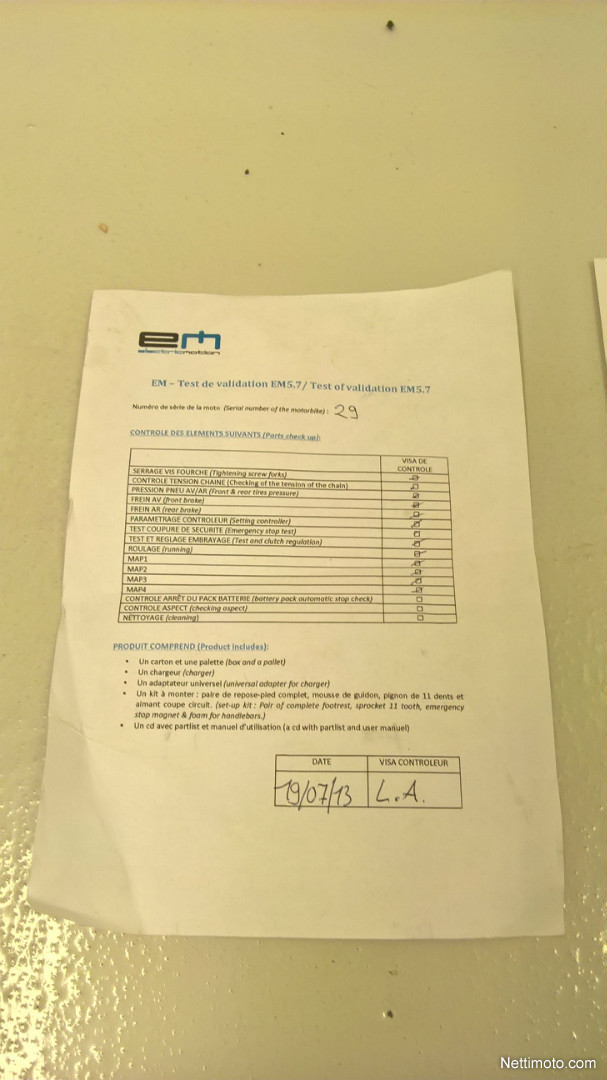 em
electricmotion
EM – Test de validation EM5.7/ Test of validation EM5.7
Numéro de série de la moto (Serial number of the motorbike) : 29
CONTROLE DES ELEMENTS SUIVANTS (Parts check up):
VISA DE
CONTROLE
SERRAGE VIS FOURCHE (Tightening screw forks)
CONTROLE TENSION CHAINE (Checking of the tension of the chain)
PRESSION PNEU AV/AR (Front & rear tires pressure)
FREIN AV (front brake)
FREIN AR (rear brake)
PARAMETRAGE CONTROLEUR (Setting controller)
TEST COUPURE DE SECURITE (Emergency stop test)
TEST ET REGLAGE EMBRAYAGE (Test and clutch regulation)
ROULAGE (running)
MAP1
MAP2
MAP3
MAP4
CONTROLE ARRÊT DU PACK BATTERIE (battery pack automatic stop check)
CONTROLE ASPECT (checking aspect)
NETTOYAGE (cleaning)
PRODUIT COMPREND (Product includes):
• Un carton et une palette (box and a pallet)
• Un chargeur (charger)
• Un adaptateur universel (universal adapter for charger)
• Un kit à monter : paire de repose-pied complet, mousse de guidon, pignon de 11 dents et
aimant coupe circuit. (set-up kit : Pair of complete footrest, sprocket 11 tooth, emergency
stop magnet & foam for handlebars.)
• Un cd avec partlist et manuel d'utilisation (a cd with partlist and user manuel)
DATE VISA CONTROLEUR
19/07/13 L.A.
Nettimoto.com